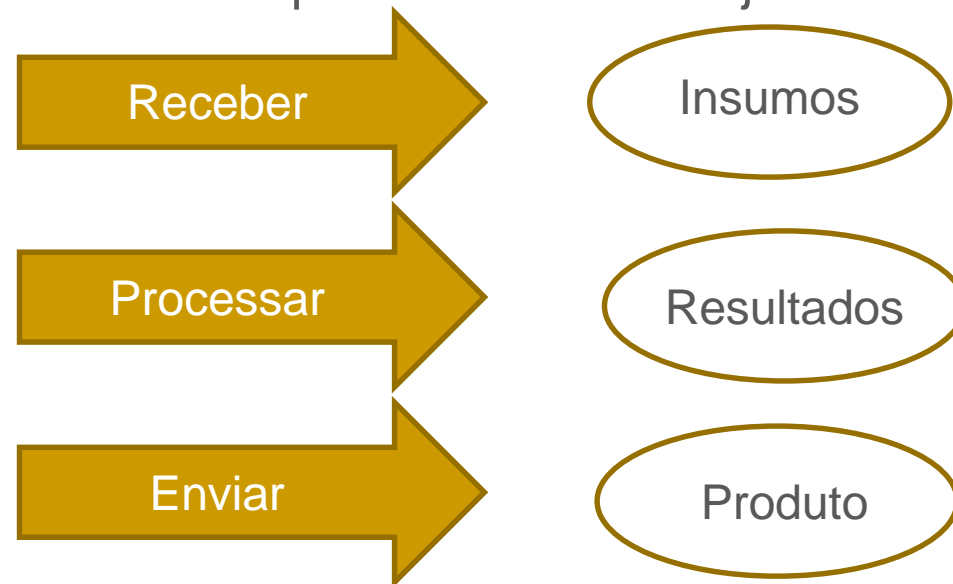 Receber
Insumos
Processar
Resultados
Enviar
Produto